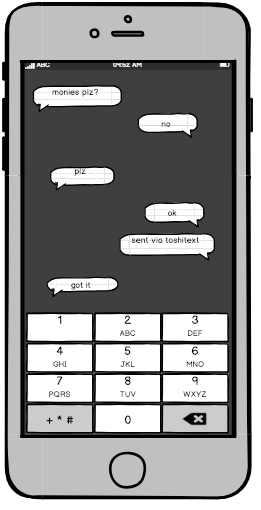 ABC 04:52 AM
monies plz?
no
plz
ok
sent via toshitext
got it
1 2 3
ABC DEF
4 5 6
GHI JKL MNO
7 8 9
PQRS TUV WXYZ
+ * # 0